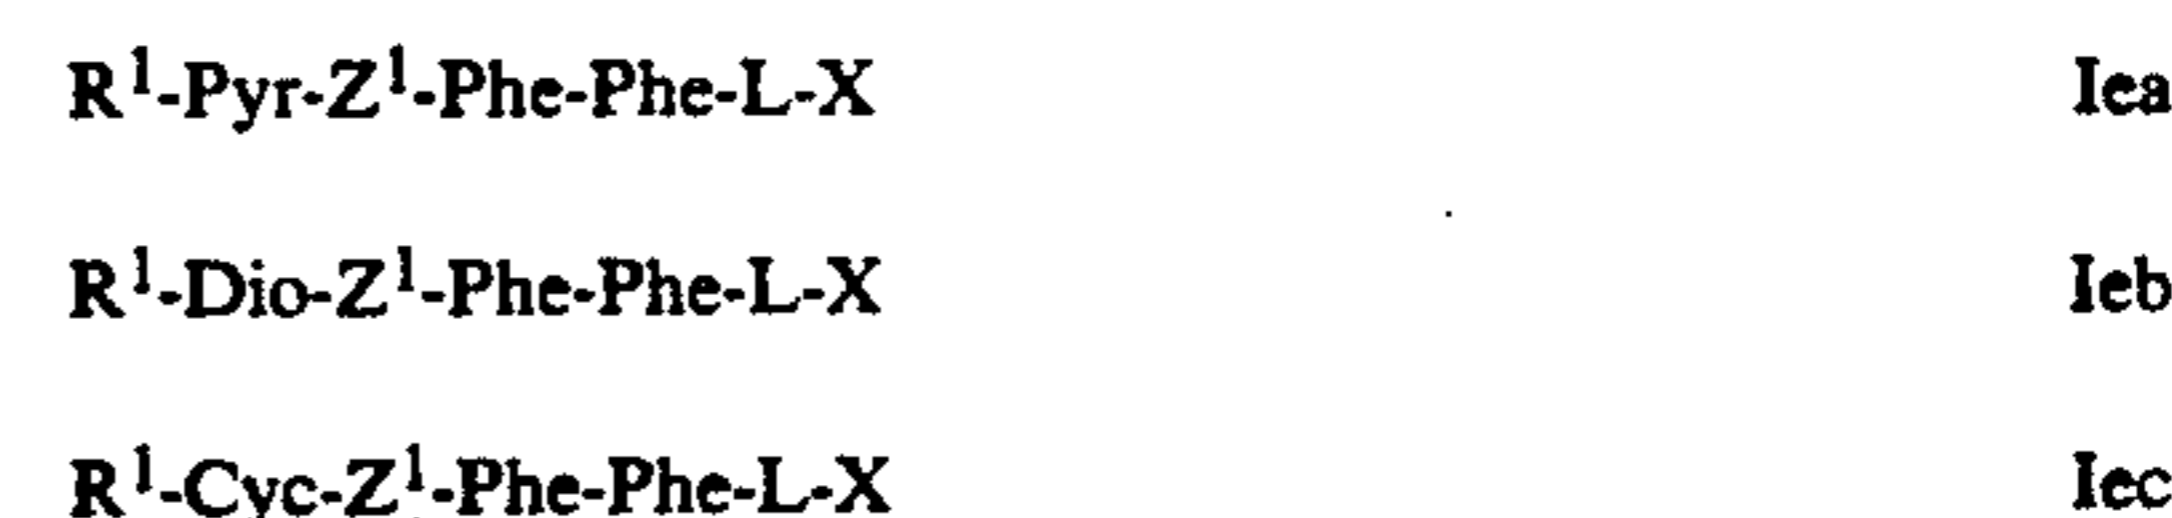 R¹-Pyr-Z¹-Phe-Phe-L-X Iea
R¹-Dio-Z¹-Phe-Phe-L-X Ieb
R¹-Cyc-Z¹-Phe-Phe-L-X Iec